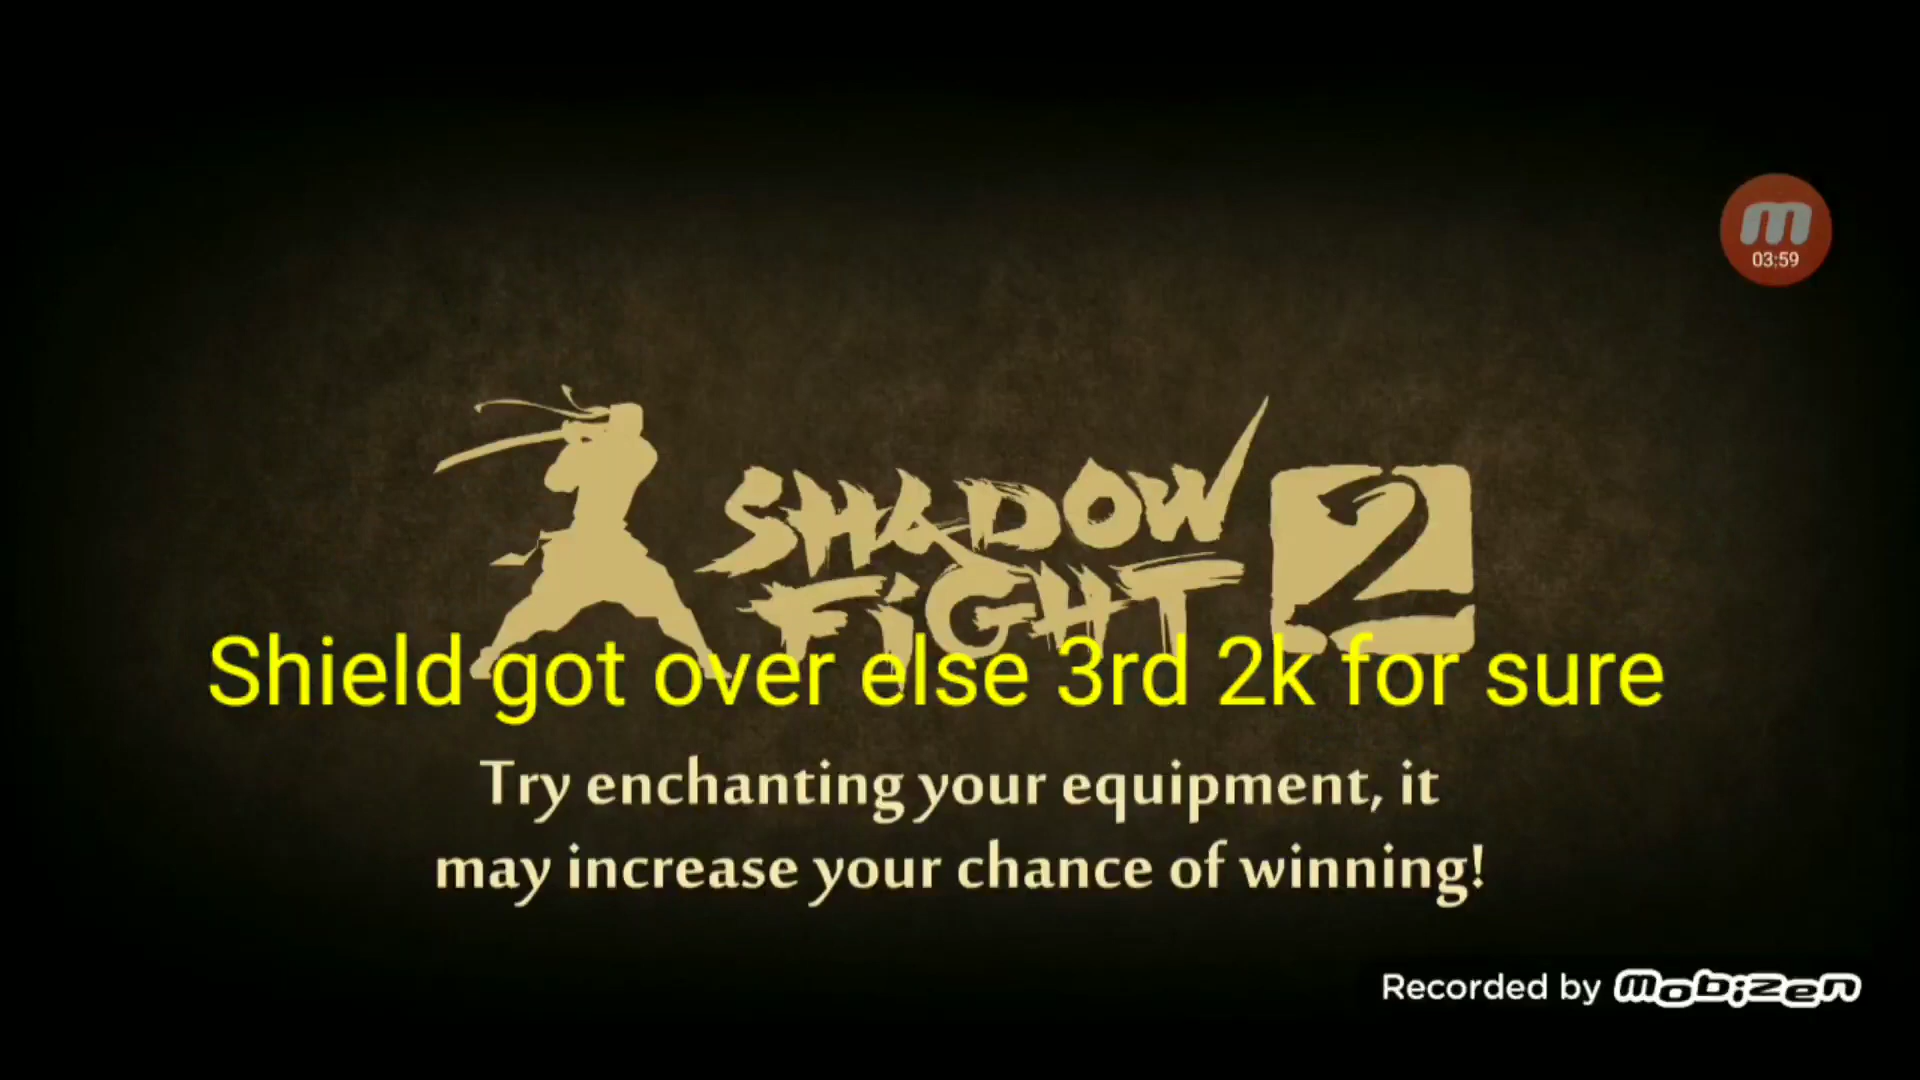 m
03:59
SHADOW
FIGHT
2
Shield got over else 3rd 2k for sure
Try enchanting your equipment, it
may increase your chance of winning!
Recorded by mobizen